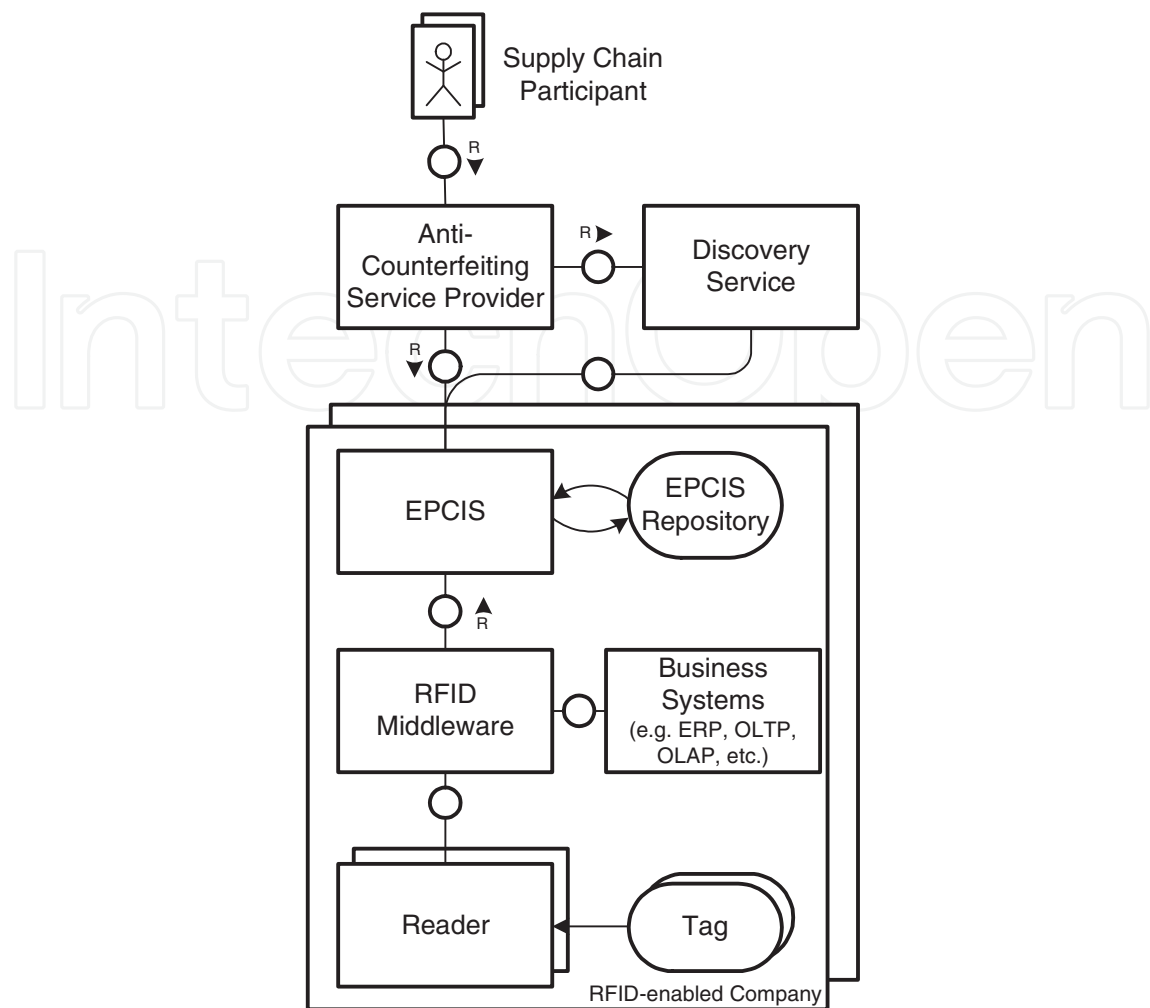 Supply Chain
Participant
R
Anti-
Counterfeiting
Service Provider
R
Discovery
Service
R
IntechOpen
EPCIS
EPCIS
Repository
R
RFID
Middleware
Business
Systems
(e.g. ERP, OLTP,
OLAP, etc.)
Reader
Tag
RFID-enabled Company